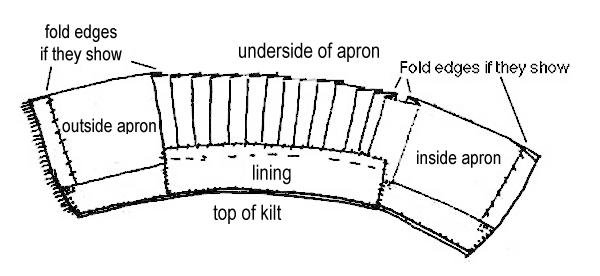 fold edges
if they show
underside of apron
Fold edges if they show
outside apron
inside apron
lining
top of kilt